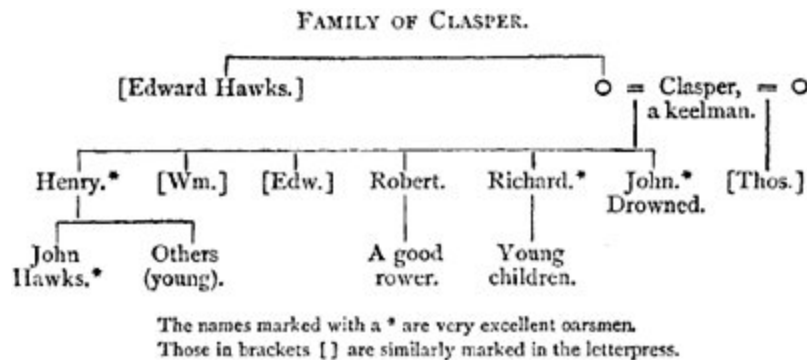 FAMILY OF CLASPER.
[Edward Hawks.] O = Clasper, = O
a keelman.
Henry.* [Wm.] [Edw.] Robert. Richard.* John.* [Thos.]
Drowned.
John Others A good Young
Hawks.* (young). rower. children.
The names marked with a * are very excellent oarsmen.
Those in brackets [ ] are similarly marked in the letterpress.